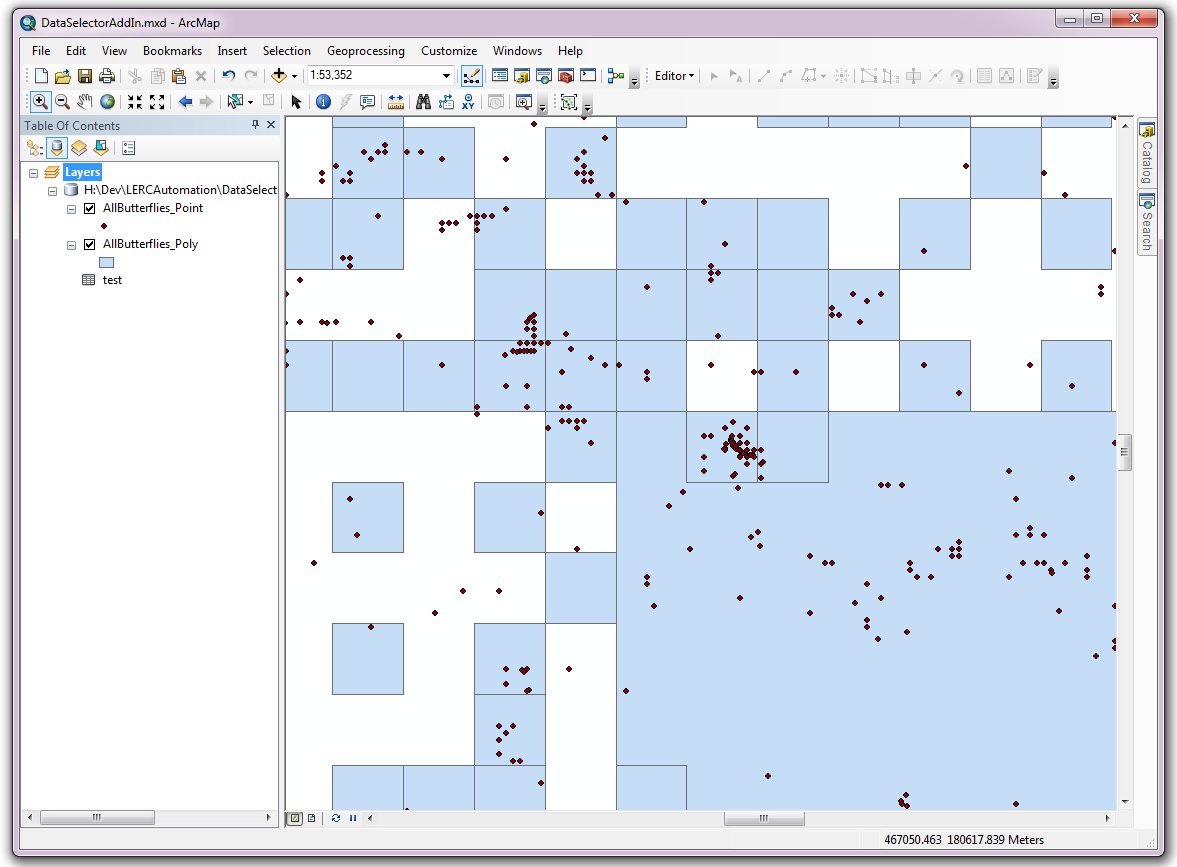 DataSelectorAddIn.mxd - ArcMap
File Edit View Bookmarks Insert Selection Geoprocessing Customize Windows Help
1:53,352
Editor
XY
Table Of Contents
Layers
H:\Dev\LERCAutomation\DataSelect
AllButterflies_Point
AllButterflies_Poly
test
Catalog
Search
467050.463 180617.839 Meters